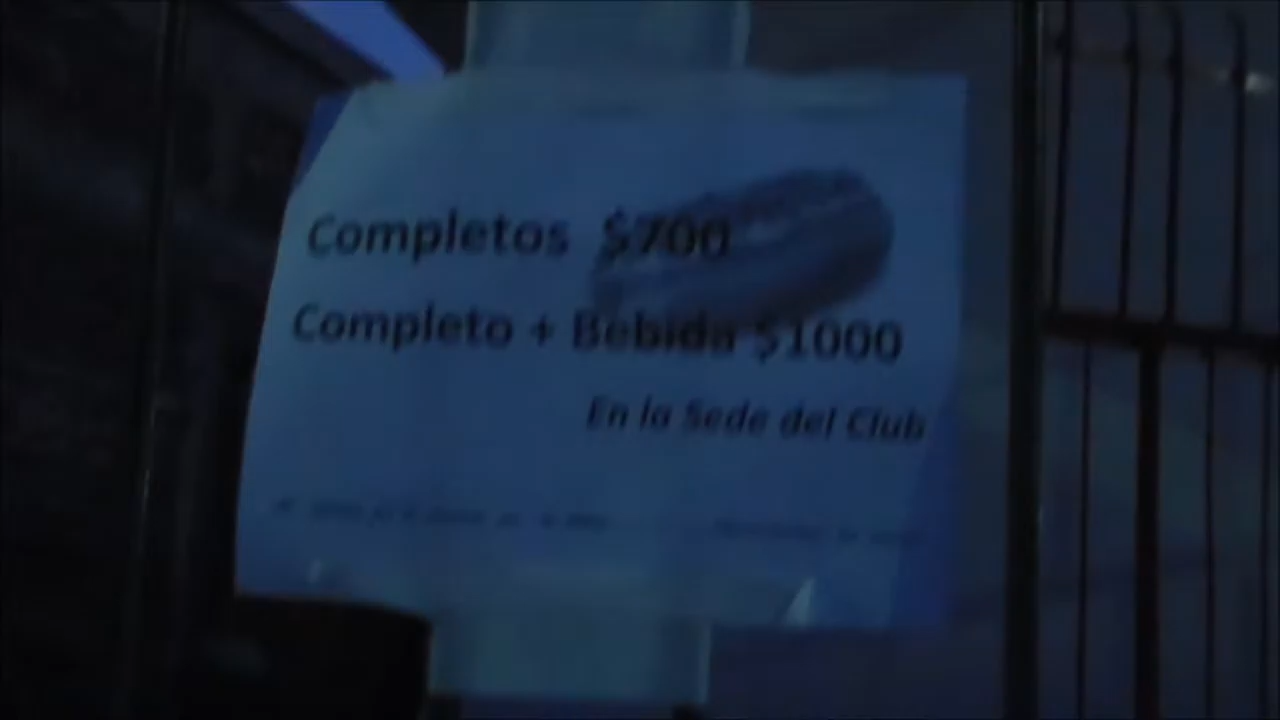 Completos $700
Completo + Bebida $1000
En la Sede del Club